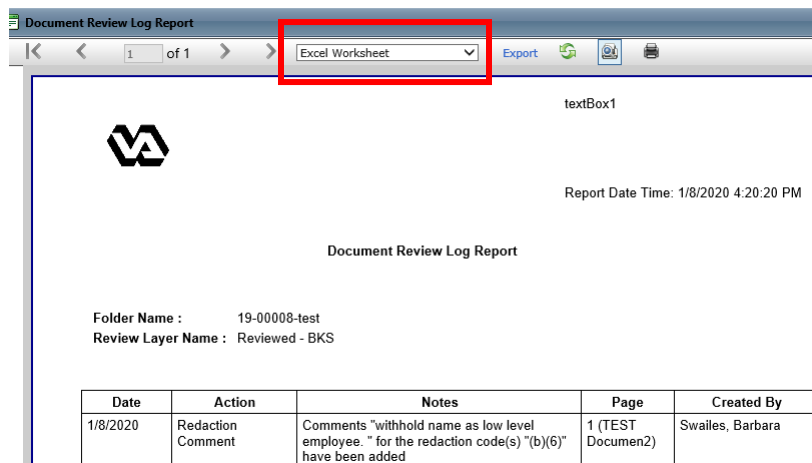 Document Review Log Report
1 of 1 Excel Worksheet Export
textBox1
VA
Report Date Time: 1/8/2020 4:20:20 PM
Document Review Log Report
Folder Name : 19-00008-test
Review Layer Name : Reviewed - BKS
Date Action Notes Page Created By
1/8/2020 Redaction Comments "withhold name as low level 1 (TEST Swailes, Barbara
Comment employee. " for the redaction code(s) "(b)(6)" Documen2)
have been added